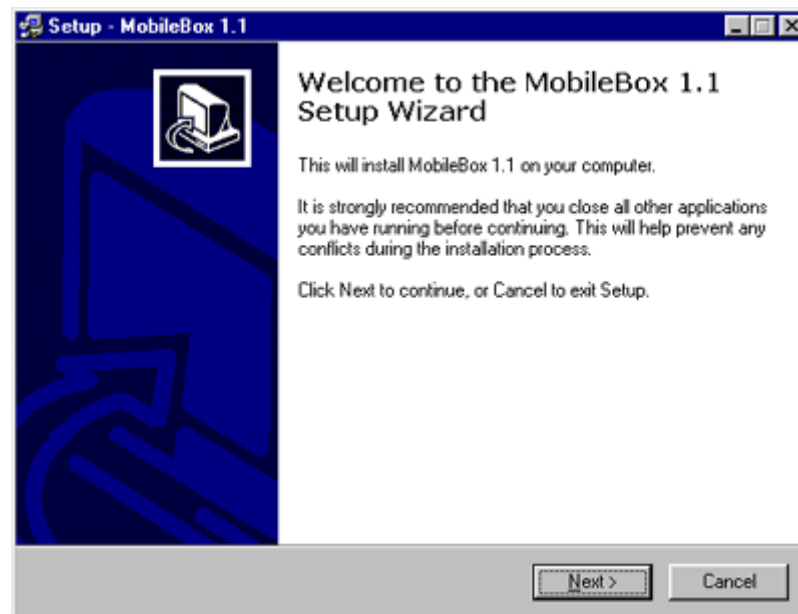 Setup - MobileBox 1.1
Welcome to the MobileBox 1.1
Setup Wizard
This will install MobileBox 1.1 on your computer.
It is strongly recommended that you close all other applications
you have running before continuing. This will help prevent any
conflicts during the installation process.
Click Next to continue, or Cancel to exit Setup.
Next >
Cancel